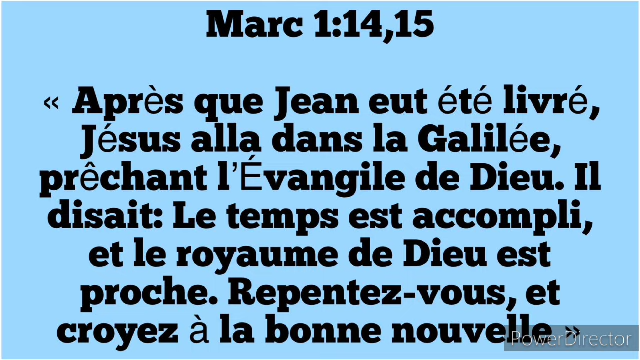 Marc 1:14,15
« Après que Jean eut été livré,
Jésus alla dans la Galilée,
prêchant l’Évangile de Dieu. Il
disait: Le temps est accompli,
et le royaume de Dieu est
proche. Repentez-vous, et
croyez à la bonne nouvelle »
PowerDirector